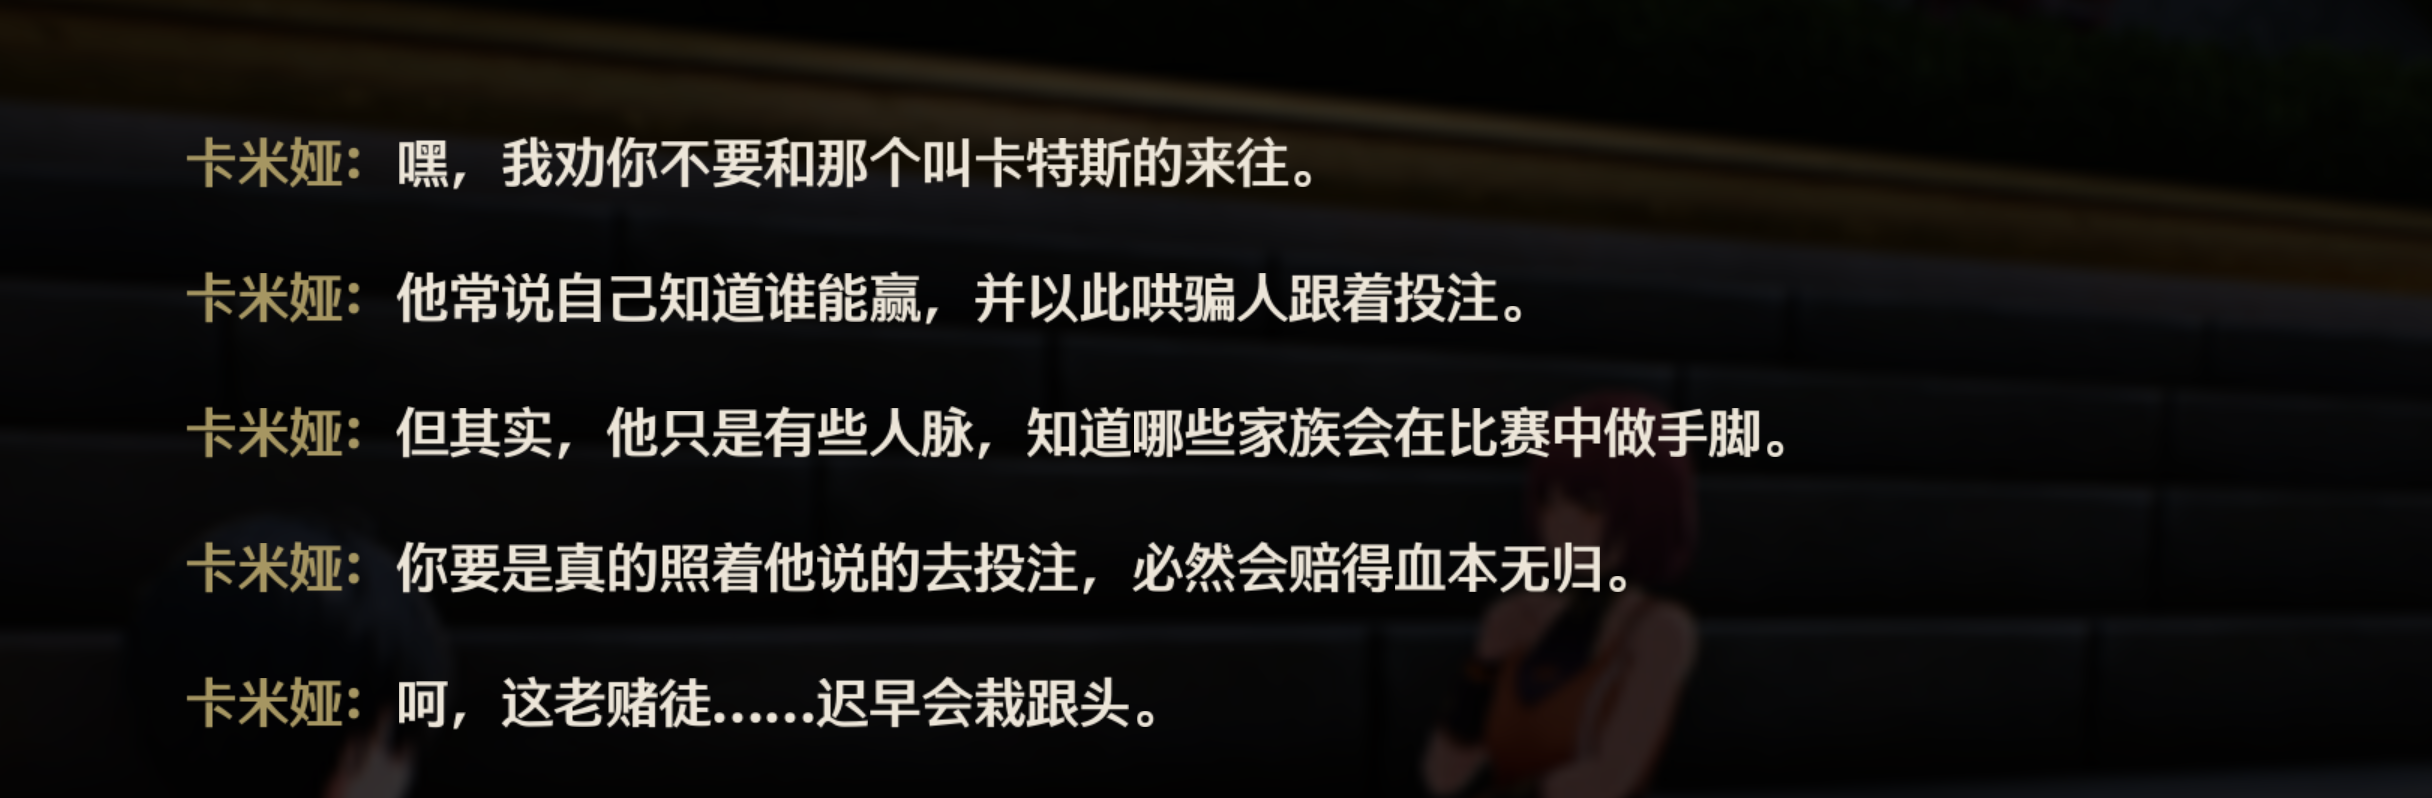 卡米娅：嘿，我劝你不要和那个叫卡特斯的来往。
卡米娅：他常说自己知道谁能赢，并以此哄骗人跟着投注。
卡米娅：但其实，他只是有些人脉，知道哪些家族会在比赛中做手脚。
卡米娅：你要是真的照着他说的去投注，必然会赔得血本无归。
卡米娅：呵，这老赌徒……迟早会栽跟头。